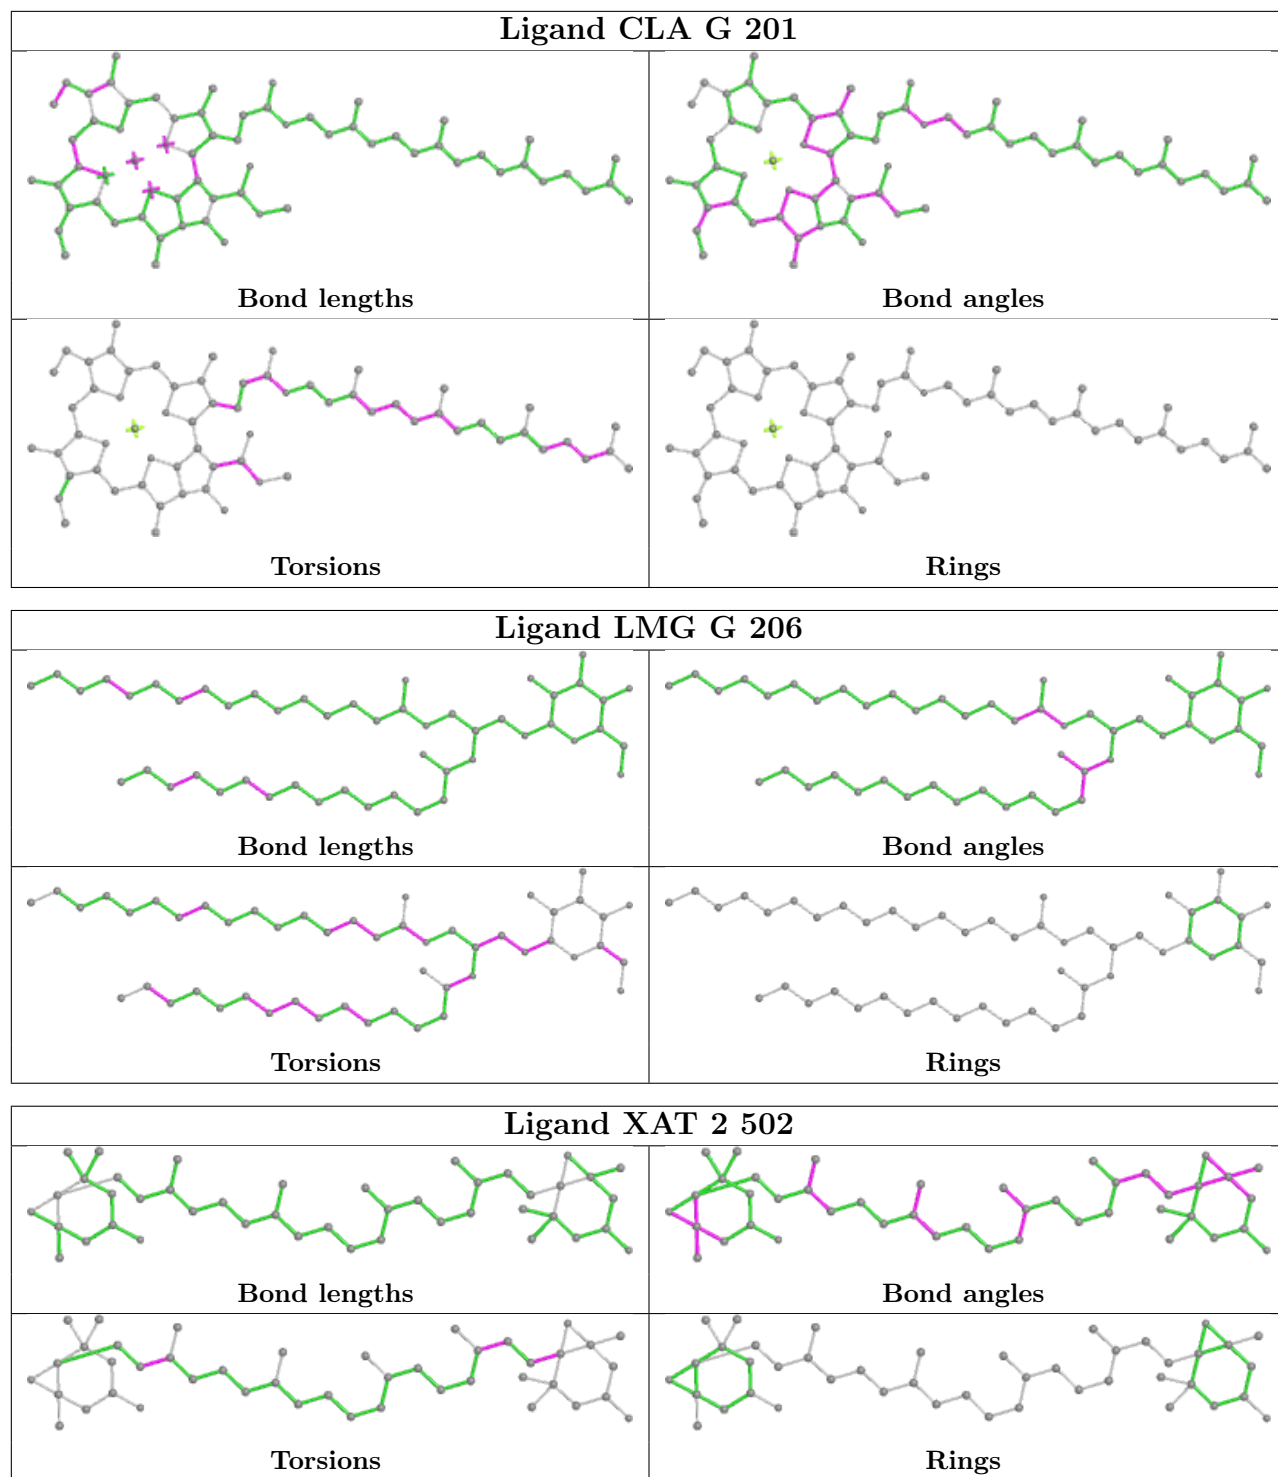 Ligand CLA G 201
Bond lengths
Bond angles
Torsions
Rings
Ligand LMG G 206
Bond lengths
Bond angles
Torsions
Rings
Ligand XAT 2 502
Bond lengths
Bond angles
Torsions
Rings